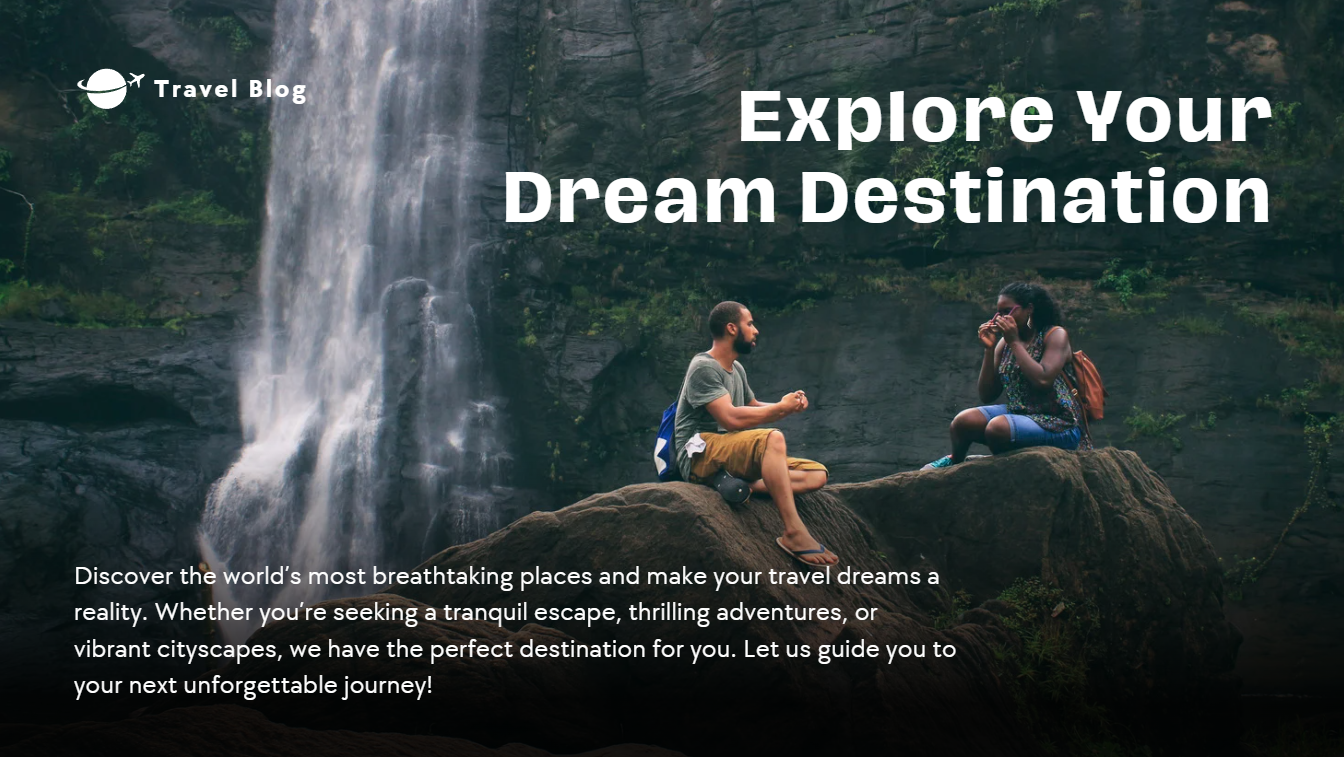 Travel Blog
Explore Your
Dream Destination
Discover the world's most breathtaking places and make your travel dreams a
reality. Whether you're seeking a tranquil escape, thrilling adventures, or
vibrant cityscapes, we have the perfect destination for you. Let us guide you to
your next unforgettable journey!